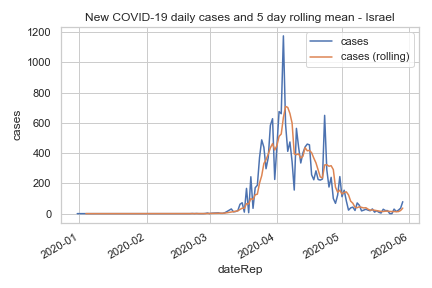 New COVID-19 daily cases and 5 day rolling mean - Israel
cases
cases (rolling)
1200
1000
800
600
400
200
0
cases
2020-01
2020-02
2020-03
2020-04
2020-05
2020-06
dateRep